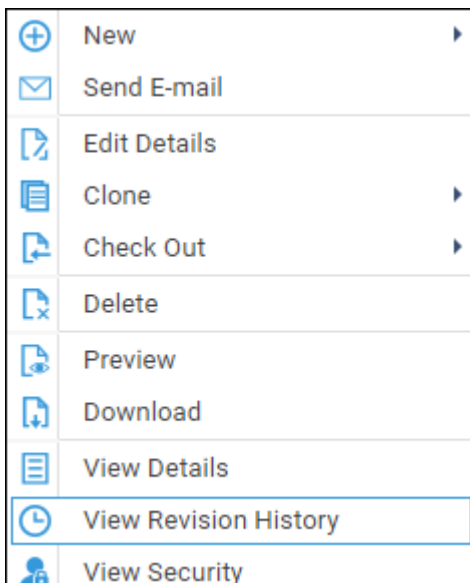 New
Send E-mail
Edit Details
Clone
Check Out
Delete
Preview
Download
View Details
View Revision History
View Security